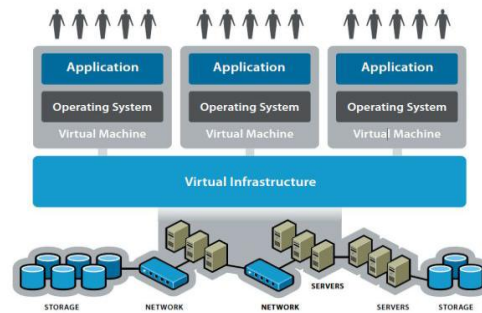 Application
Application
Application
Operating System
Operating System
Operating System
Virtual Machine
Virtual Machine
Virtual Machine
Virtual Infrastructure
SERVERS
STORAGE
NETWORK
NETWORK
SERVERS
STORAGE